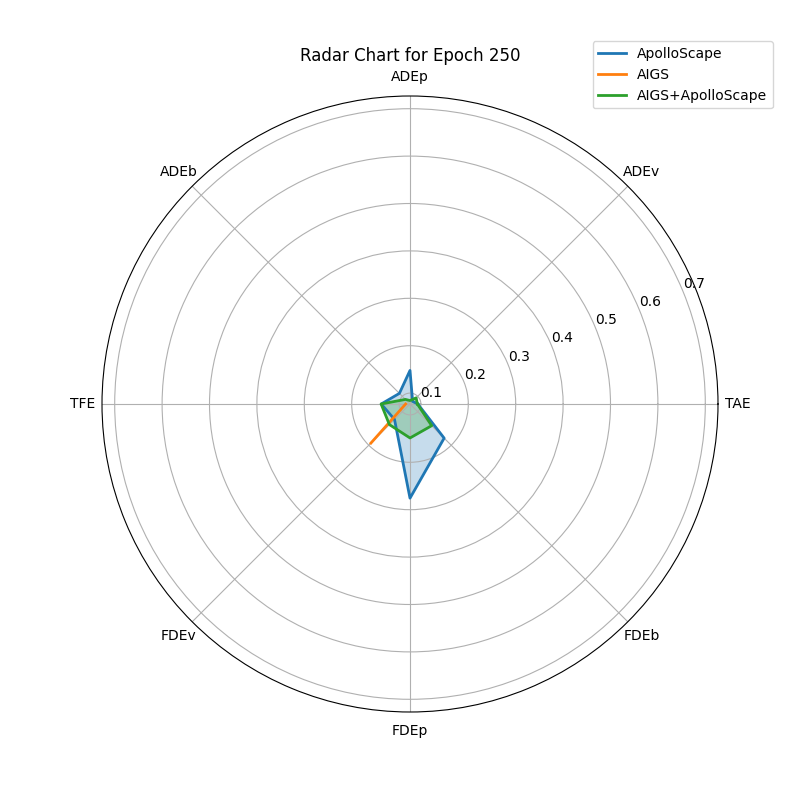 Radar Chart for Epoch 250
ApolloScape
AIGS
AIGS+ApolloScape
ADEp
ADEb
ADEv
0.7
0.6
0.5
0.4
0.3
0.2
0.1
TFE
TAE
FDEv
FDEb
FDEp